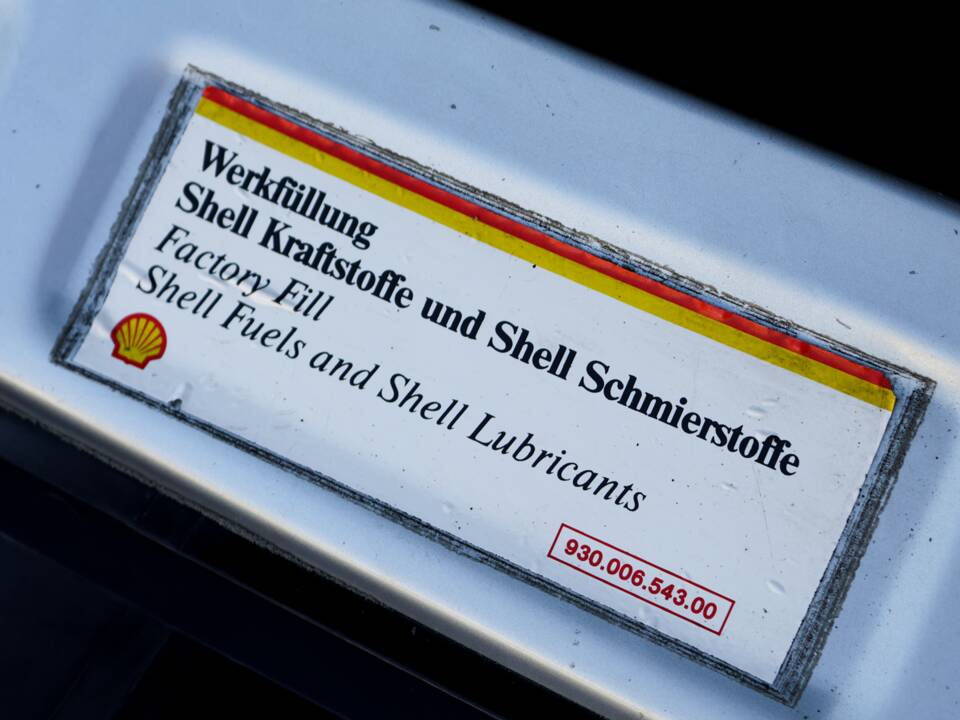 Werkfüllung
Shell Kraftstoffe und Shell Schmierstoffe
Factory Fill
Shell Fuels and Shell Lubricants
930.006.543.00